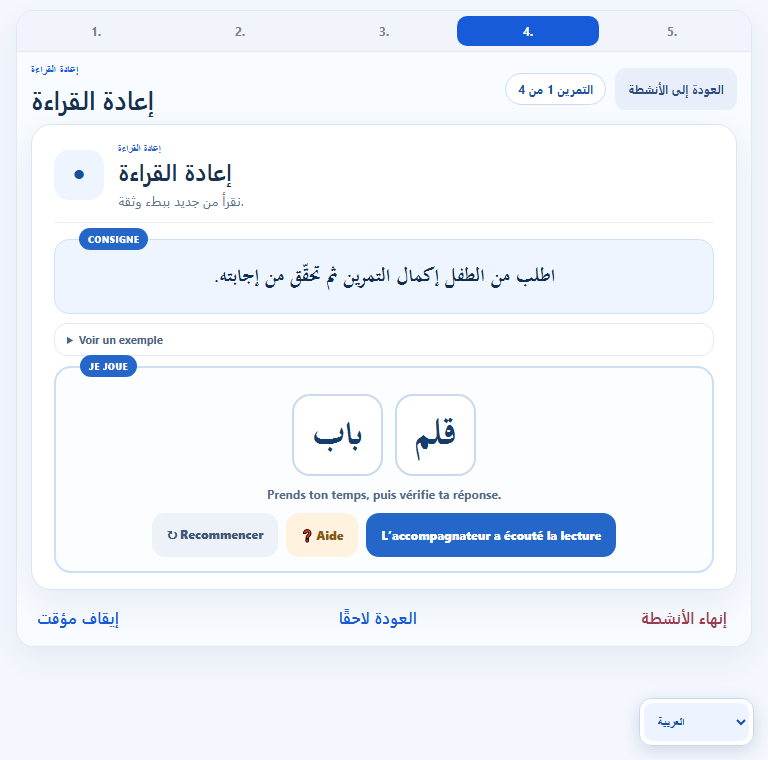 1.
2.
3.
4.
5.
إعادة القراءة
إعادة القراءة
التمرين 1 من 4
العودة إلى الأنشطة
إعادة القراءة
إعادة القراءة
نقرأ من جديد ببطء وثقة.
CONSIGNE
اطلب من الطفل إكمال التمرين ثم تحقّق من إجابته.
▶ Voir un exemple
JE JOUE
قلم باب
Prends ton temps, puis vérifie ta réponse.
↻ Recommencer
❓ Aide
L’accompagnateur a écouté la lecture
إيقاف مؤقت
العودة لاحقًا
إنهاء الأنشطة
العربية